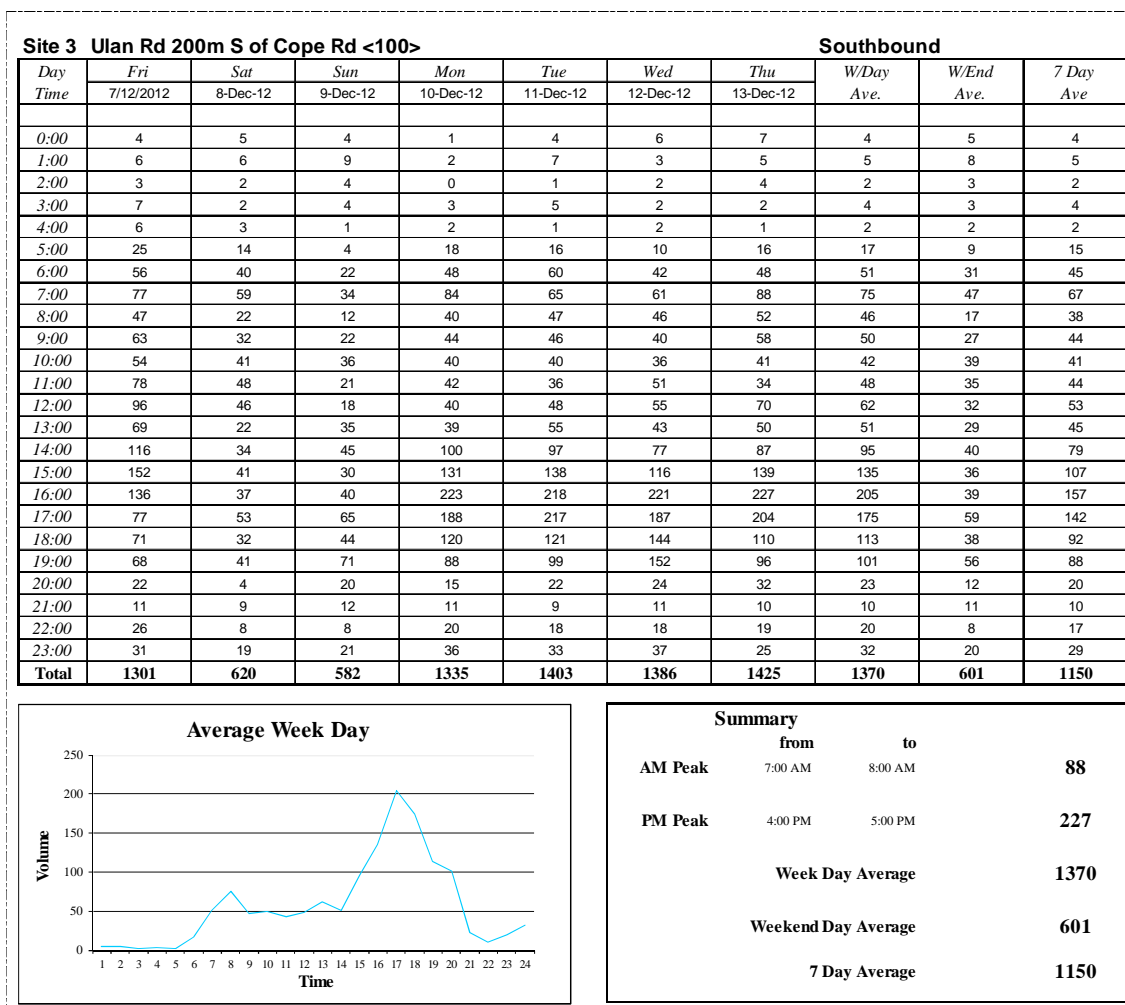 Site 3 Ulan Rd 200m S of Cope Rd <100> Southbound
Day Fri Sat Sun Mon Tue Wed Thu W/Day W/End 7 Day
Time 7/12/2012 8-Dec-12 9-Dec-12 10-Dec-12 11-Dec-12 12-Dec-12 13-Dec-12 Ave. Ave. Ave
0:00 4 5 4 1 4 6 7 4 5 4
1:00 6 6 9 2 7 3 5 5 8 5
2:00 3 2 4 0 1 2 4 2 3 2
3:00 7 2 4 3 5 2 2 4 3 4
4:00 6 3 1 2 1 2 1 2 2 2
5:00 25 14 4 18 16 10 16 17 9 15
6:00 56 40 22 48 60 42 48 51 31 45
7:00 77 59 34 84 65 61 88 75 47 67
8:00 47 22 12 40 47 46 52 46 17 38
9:00 63 32 22 44 46 40 58 50 27 44
10:00 54 41 36 40 40 36 41 42 39 41
11:00 78 48 21 42 36 51 34 48 35 44
12:00 96 46 18 40 48 55 70 62 32 53
13:00 69 22 35 39 55 43 50 51 29 45
14:00 116 34 45 100 97 77 87 95 40 79
15:00 152 41 30 131 138 116 139 135 36 107
16:00 136 37 40 223 218 221 227 205 39 157
17:00 77 53 65 188 217 187 204 175 59 142
18:00 71 32 44 120 121 144 110 113 38 92
19:00 68 41 71 88 99 152 96 101 56 88
20:00 22 4 20 15 22 24 32 23 12 20
21:00 11 9 12 11 9 11 10 10 11 10
22:00 26 8 8 20 18 18 19 20 8 17
23:00 31 19 21 36 33 37 25 32 20 29
Total 1301 620 582 1335 1403 1386 1425 1370 601 1150
Average Week Day
250
200
150
100
50
0
Volume
1 2 3 4 5 6 7 8 9 10 11 12 13 14 15 16 17 18 19 20 21 22 23 24
Time
Summary
from to
AM Peak 7:00 AM 8:00 AM 88
PM Peak 4:00 PM 5:00 PM 227
Week Day Average 1370
Weekend Day Average 601
7 Day Average 1150